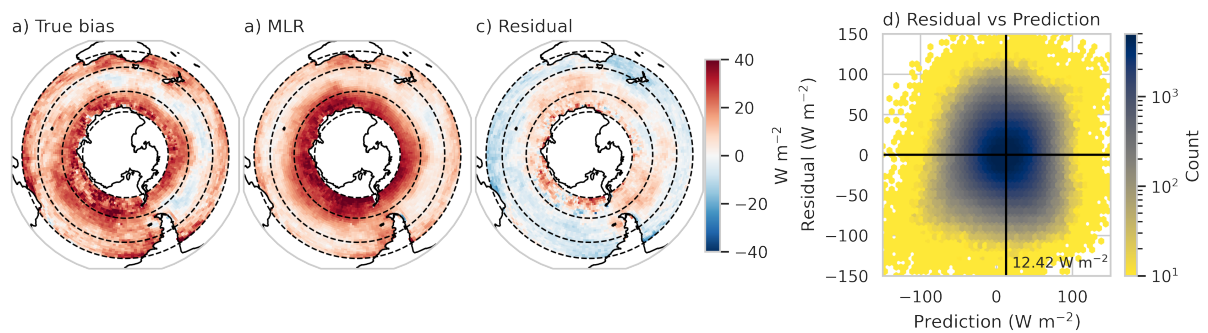 a) True bias
a) MLR
c) Residual
40
20
0
−20
−40
W m−2
d) Residual vs Prediction
150
100
50
0
−50
−100
−150
Residual (W m−2)
12.42 W m−2
−100
0
100
Prediction (W m−2)
10³
10²
10¹
Count